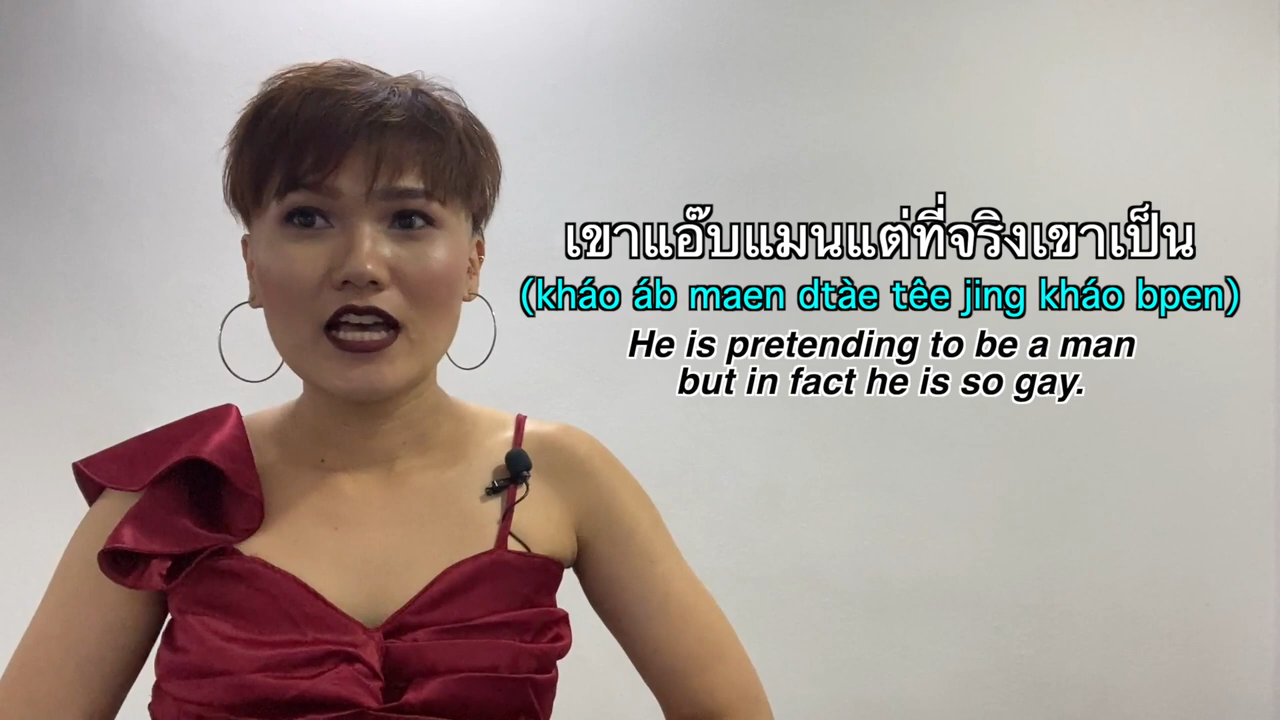 เขาแอ๊บแมนแต่ที่จริงเขาเป็น
(kháo áb maen dtàe têe jing kháo bpen)
He is pretending to be a man
but in fact he is so gay.